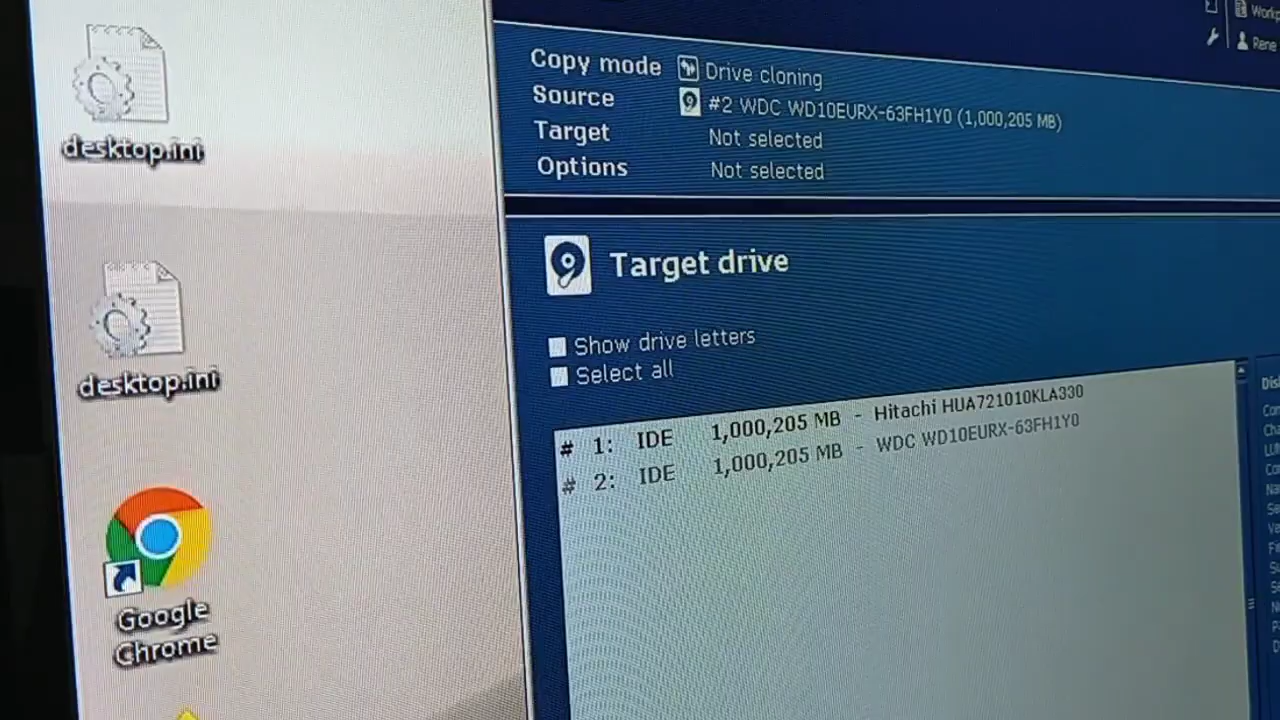 desktop.ini
desktop.ini
Google
Chrome
Copy mode Drive cloning
Source #2 WDC WD10EURX-63FH1Y0 (1,000,205 MB)
Target Not selected
Options Not selected
Target drive
Show drive letters
Select all
# 1: IDE 1,000,205 MB - Hitachi HUA721010KLA330
# 2: IDE 1,000,205 MB - WDC WD10EURX-63FH1Y0